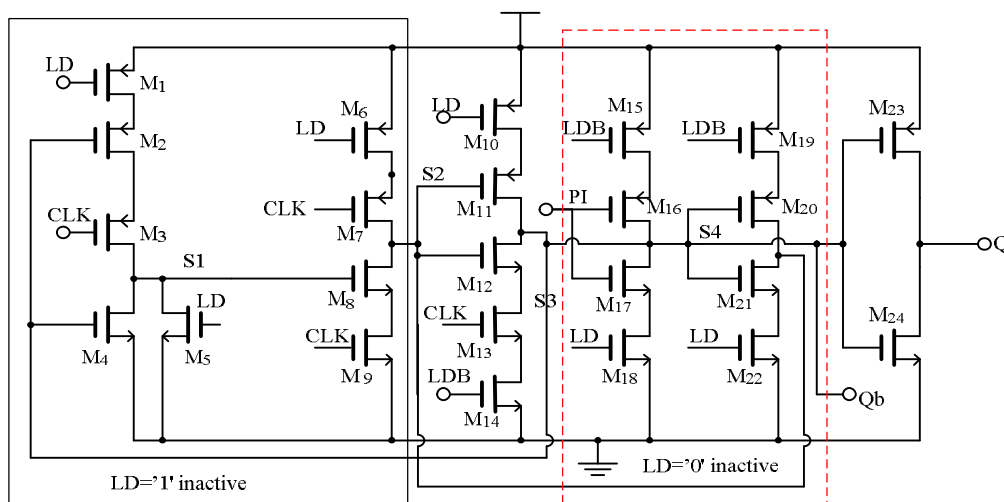 LD
M1
M2
CLK
M3
S1
M4
LD
M5
M6
LD
CLK
M7
M8
CLK
M9
S2
LD
M10
M11
M12
S3
CLK
M13
LDB
M14
M15
LDB
PI
M16
M17
LD
M18
LDB
M19
M20
S4
M21
LD
M22
M23
M24
Q
Qb
LD='1' inactive
LD='0' inactive